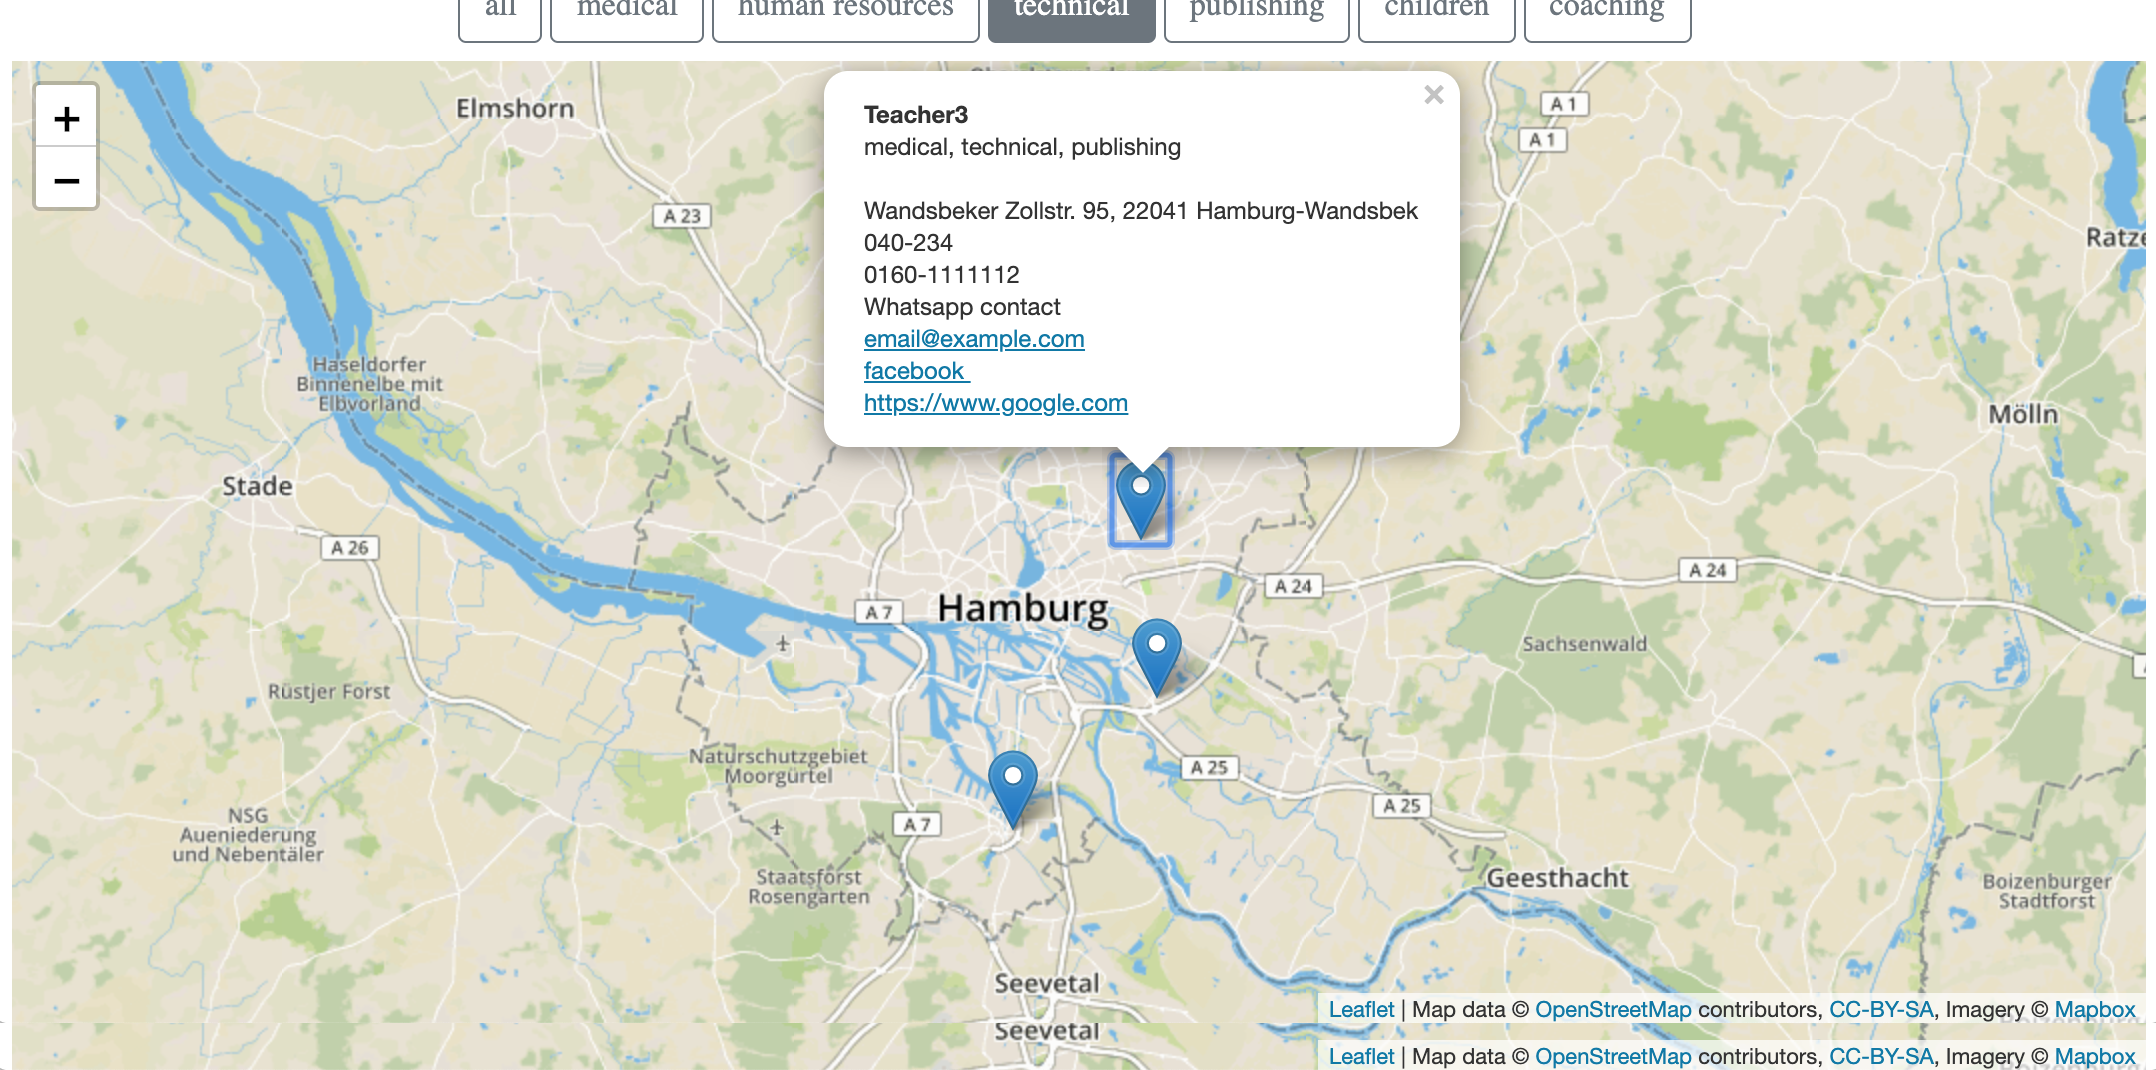 all
medical
human resources
technical
publishing
children
coaching
+
−
Elmshorn
A 23
A 1
A 1
Teacher3
medical, technical, publishing
Wandsbeker Zollstr. 95, 22041 Hamburg-Wandsbek
040-234
0160-1111112
Whatsapp contact
email@example.com
facebook
https://www.google.com
Haseldorfer
Binnenelbe mit
Elbvorland
Mölln
Stade
A 26
A 24
A 24
A 7
Hamburg
Sachsenwald
Rüstjer Forst
Naturschutzgebiet
Moorgürtel
A 25
A 25
A 7
NSG
Aueniederung
und Nebentäler
Staatsforst
Rosengarten
Geesthacht
Boizenburger
Stadtforst
Seevetal
Leaflet | Map data © OpenStreetMap contributors, CC-BY-SA, Imagery © Mapbox
Seevetal
Leaflet | Map data © OpenStreetMap contributors, CC-BY-SA, Imagery © Mapbox